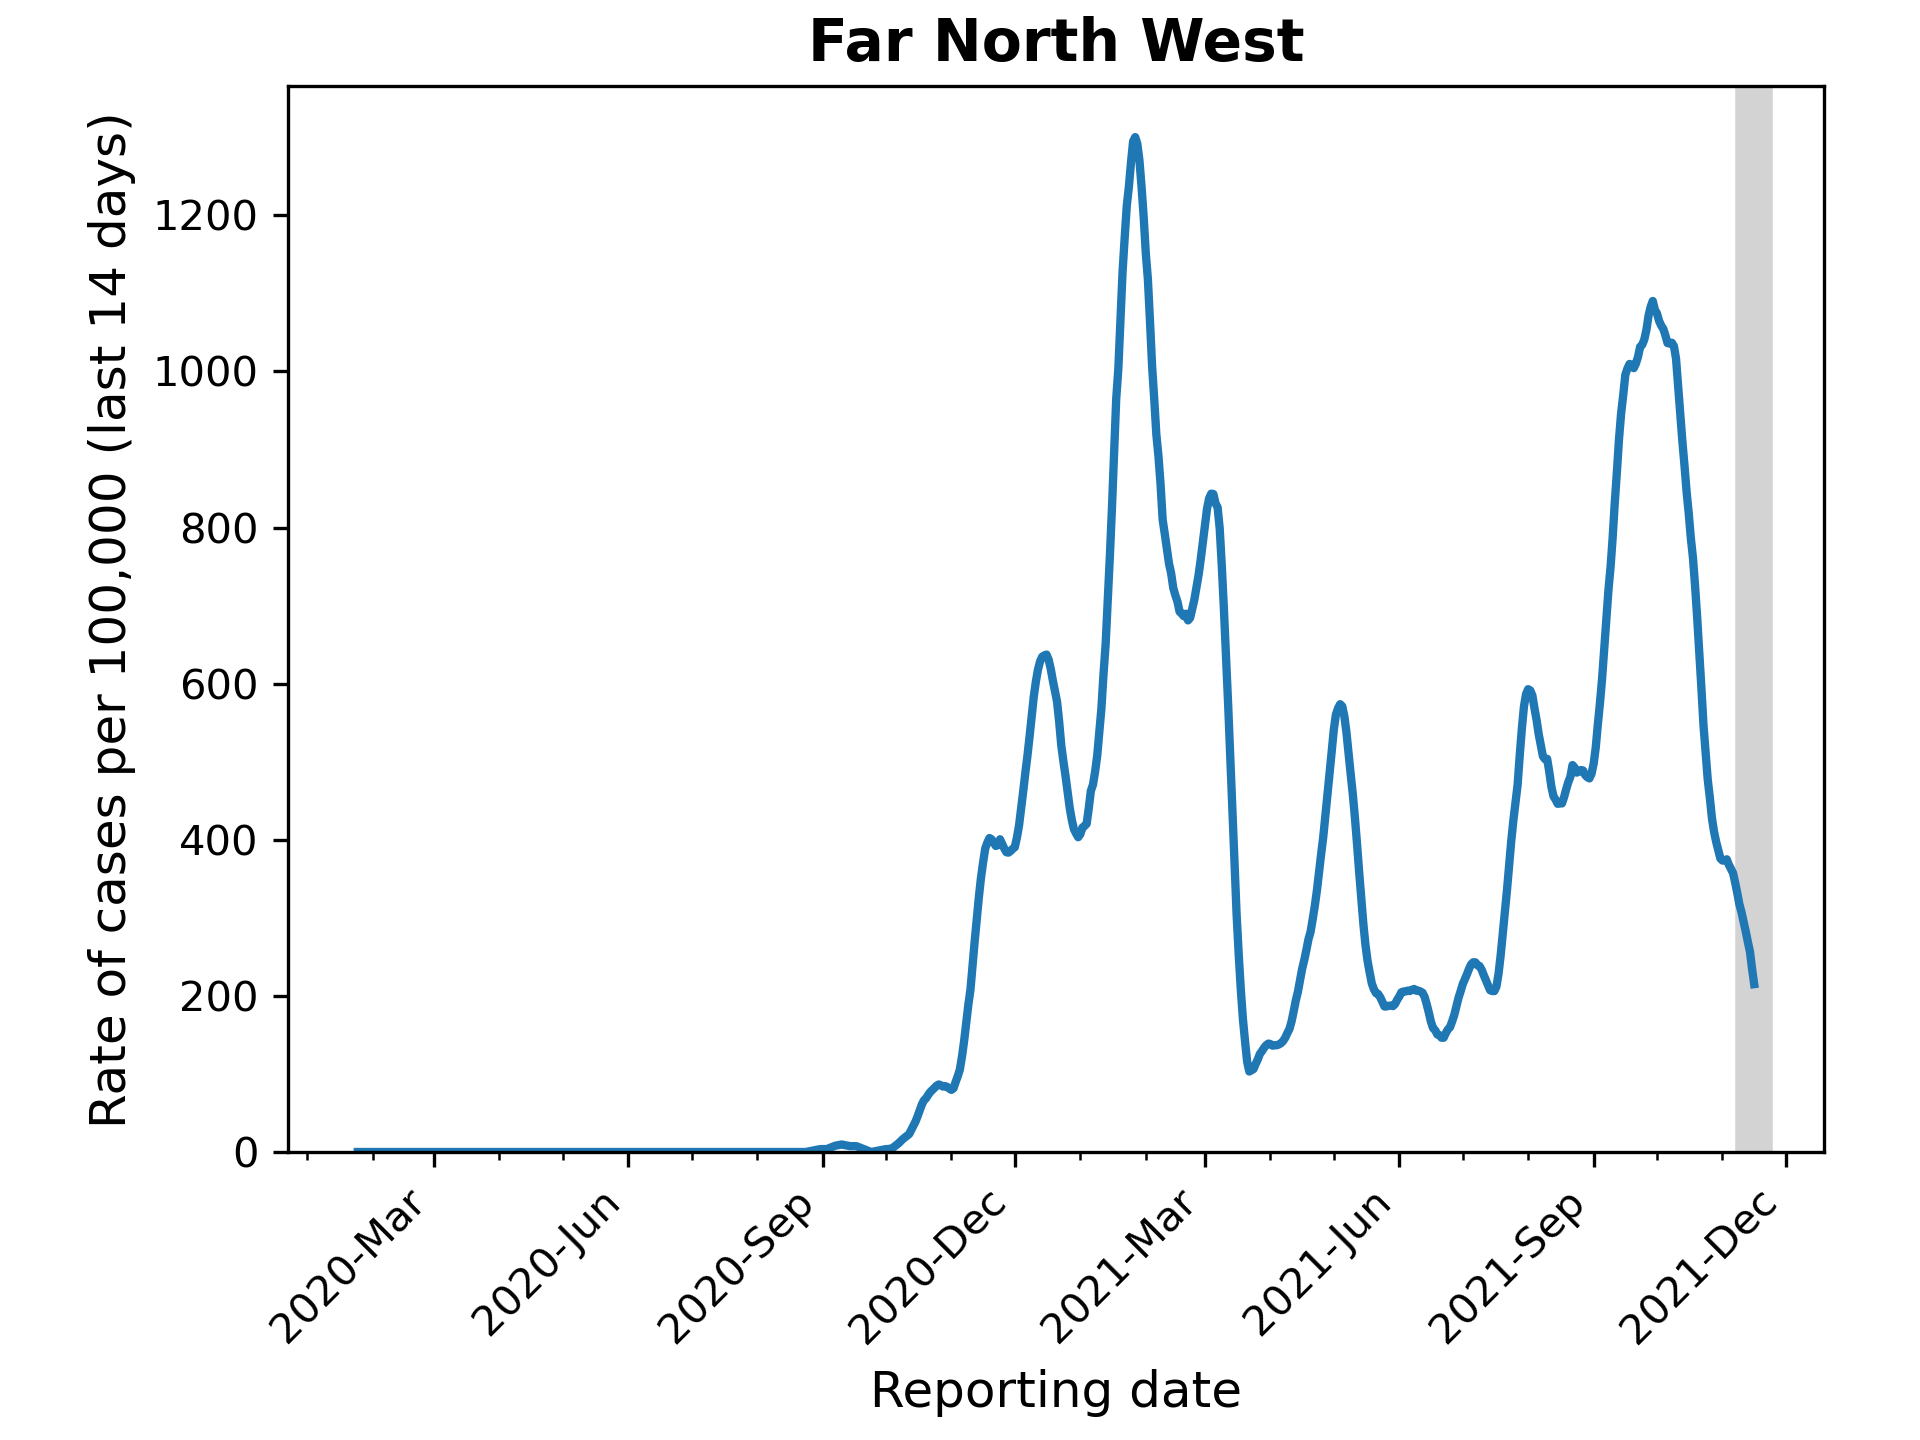 Far North West
Rate of cases per 100,000 (last 14 days)
1200
1000
800
600
400
200
0
2020-Mar
2020-Jun
2020-Sep
2020-Dec
2021-Mar
2021-Jun
2021-Sep
2021-Dec
Reporting date